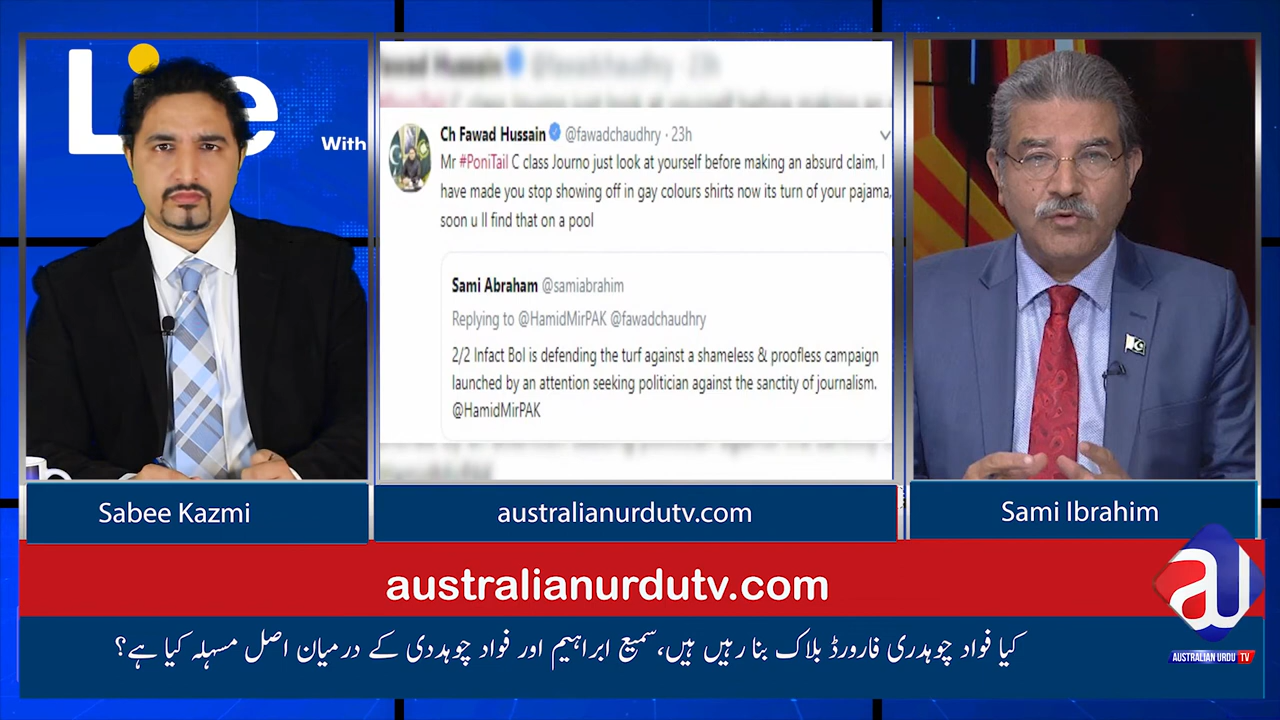 Live
With
Ch Fawad Hussain @fawadchaudhry · 23h
Mr #PoniTail C class Journo just look at yourself before making an absurd claim, I
have made you stop showing off in gay colours shirts now its turn of your pajama,
soon u ll find that on a pool
Sami Abraham @samiabrahim
Replying to @HamidMirPAK @fawadchaudhry
2/2 Infact Bol is defending the turf against a shameless & proofless campaign
launched by an attention seeking politician against the sanctity of journalism.
@HamidMirPAK
Sabee Kazmi
australianurdutv.com
Sami Ibrahim
australianurdutv.com
کیا فواد چوہدری فارورڈ بلاک بنا رہیں ہیں،سمیع ابراہیم اور فواد چوہددی کے درمیان اصل مسہلہ کیا ہے؟
au
AUSTRALIAN URDU TV